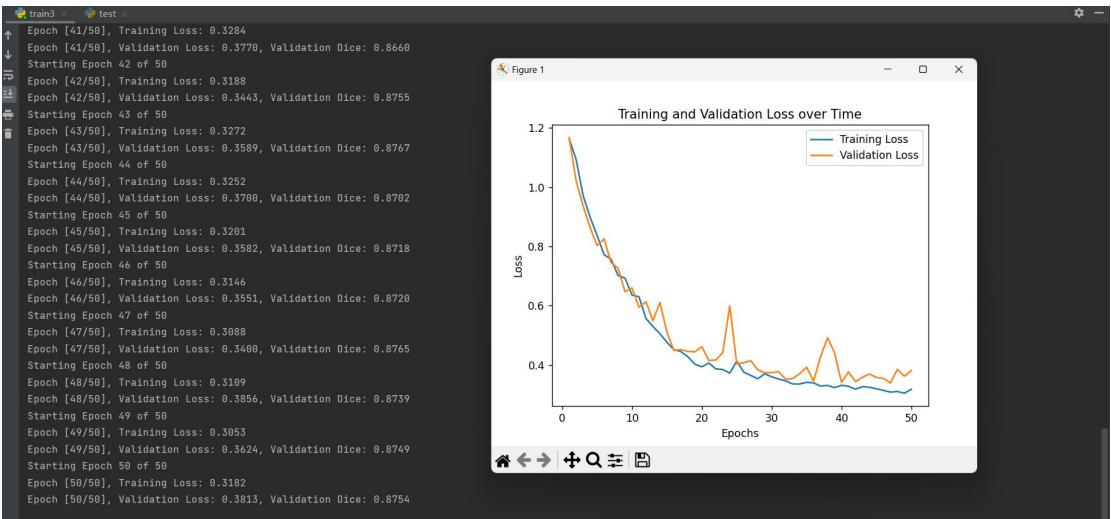 train3
test
Epoch [41/50], Training Loss: 0.3284
Epoch [41/50], Validation Loss: 0.3770, Validation Dice: 0.8660
Starting Epoch 42 of 50
Epoch [42/50], Training Loss: 0.3188
Epoch [42/50], Validation Loss: 0.3443, Validation Dice: 0.8755
Starting Epoch 43 of 50
Epoch [43/50], Training Loss: 0.3272
Epoch [43/50], Validation Loss: 0.3589, Validation Dice: 0.8767
Starting Epoch 44 of 50
Epoch [44/50], Training Loss: 0.3252
Epoch [44/50], Validation Loss: 0.3700, Validation Dice: 0.8702
Starting Epoch 45 of 50
Epoch [45/50], Training Loss: 0.3201
Epoch [45/50], Validation Loss: 0.3582, Validation Dice: 0.8718
Starting Epoch 46 of 50
Epoch [46/50], Training Loss: 0.3146
Epoch [46/50], Validation Loss: 0.3551, Validation Dice: 0.8720
Starting Epoch 47 of 50
Epoch [47/50], Training Loss: 0.3088
Epoch [47/50], Validation Loss: 0.3400, Validation Dice: 0.8765
Starting Epoch 48 of 50
Epoch [48/50], Training Loss: 0.3109
Epoch [48/50], Validation Loss: 0.3856, Validation Dice: 0.8739
Starting Epoch 49 of 50
Epoch [49/50], Training Loss: 0.3053
Epoch [49/50], Validation Loss: 0.3624, Validation Dice: 0.8749
Starting Epoch 50 of 50
Epoch [50/50], Training Loss: 0.3182
Epoch [50/50], Validation Loss: 0.3813, Validation Dice: 0.8754
Figure 1
Training and Validation Loss over Time
Training Loss
Validation Loss
1.2
1.0
0.8
0.6
0.4
Loss
0 10 20 30 40 50
Epochs